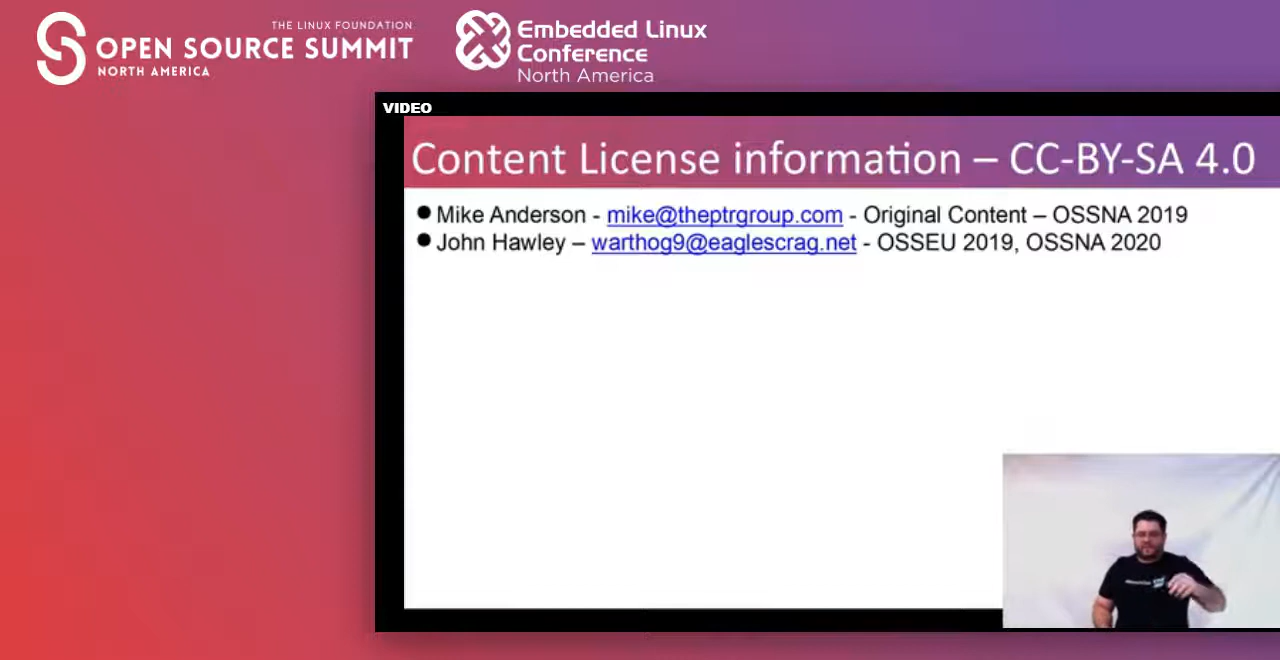 THE LINUX FOUNDATION
OPEN SOURCE SUMMIT
NORTH AMERICA
Embedded Linux
Conference
North America
VIDEO
Content License information – CC-BY-SA 4.0
● Mike Anderson - mike@theptrgroup.com - Original Content – OSSNA 2019
● John Hawley – warthog9@eaglescrag.net - OSSEU 2019, OSSNA 2020